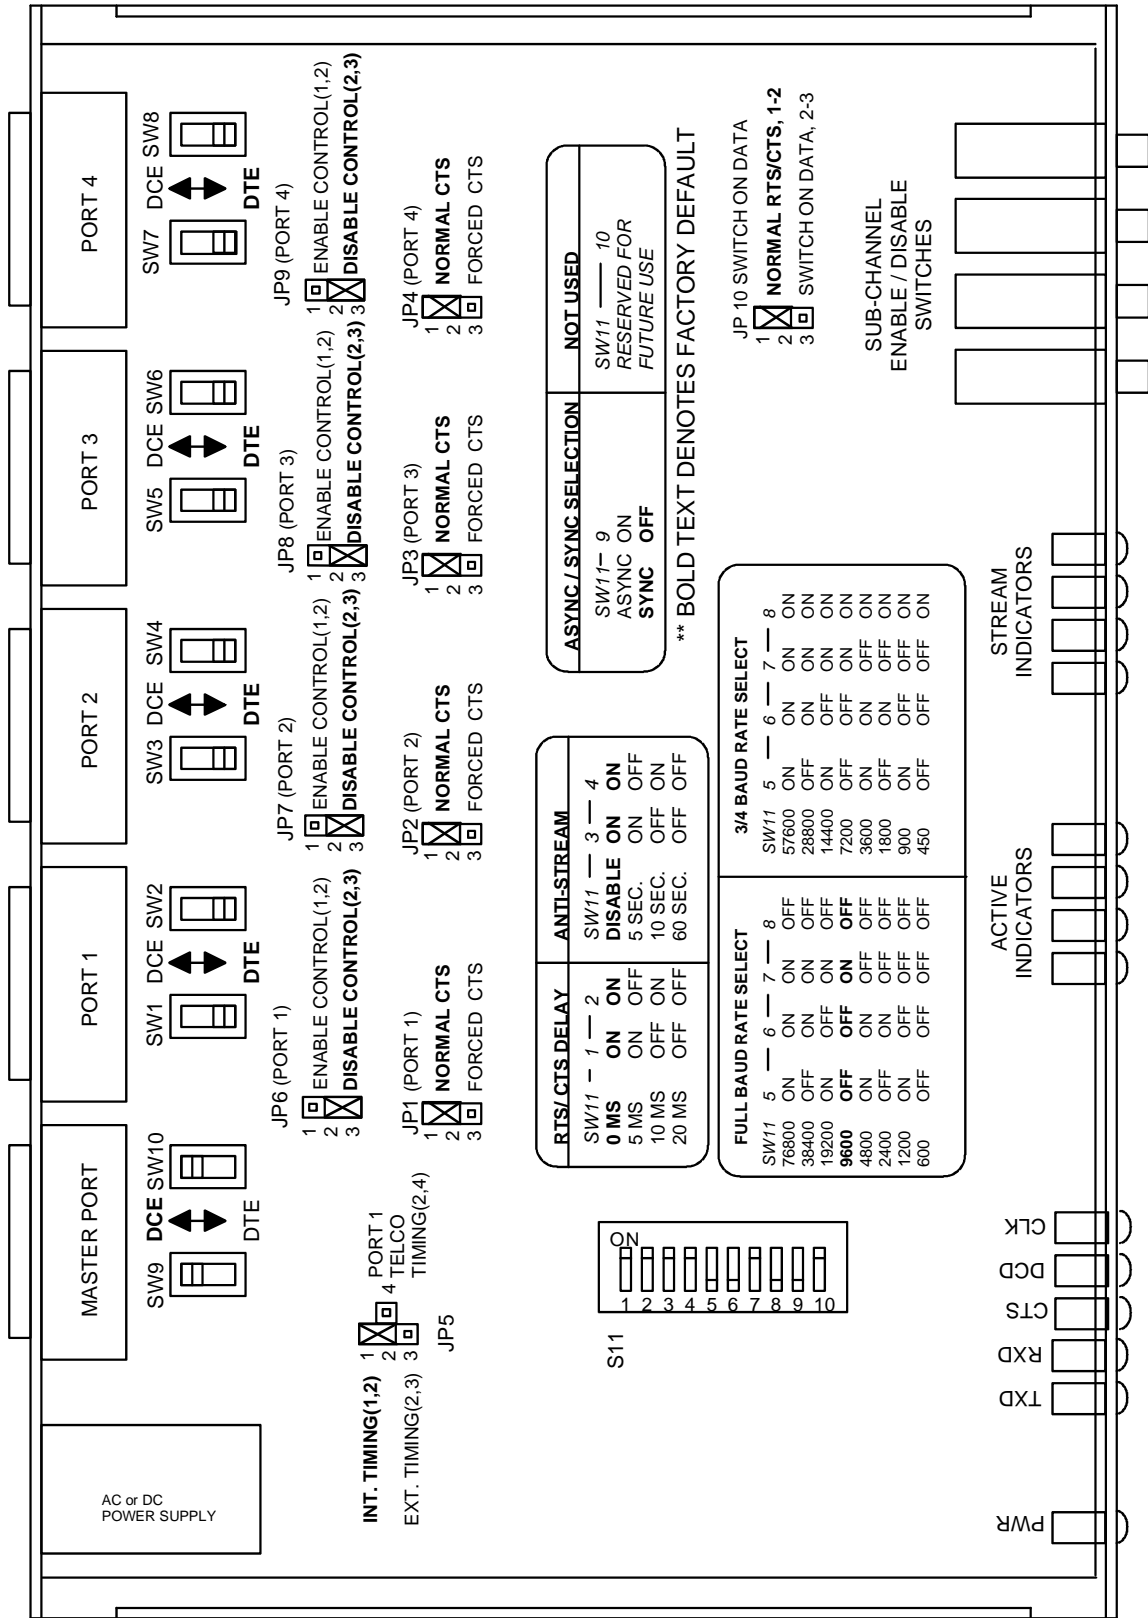 MASTER PORT
PORT 1
PORT 2
PORT 3
PORT 4
SW9 DCE SW10
DTE
SW1 DCE SW2
DTE
SW3 DCE SW4
DTE
SW5 DCE SW6
DTE
SW7 DCE SW8
DTE
AC or DC
POWER SUPPLY
JP6 (PORT 1)
1 ENABLE CONTROL(1,2)
2
3 DISABLE CONTROL(2,3)
JP7 (PORT 2)
1 ENABLE CONTROL(1,2)
2
3 DISABLE CONTROL(2,3)
JP8 (PORT 3)
1 ENABLE CONTROL(1,2)
2
3 DISABLE CONTROL(2,3)
JP9 (PORT 4)
1 ENABLE CONTROL(1,2)
2
3 DISABLE CONTROL(2,3)
INT. TIMING(1,2) 1
2 4 PORT 1
TELCO
TIMING(2,4)
EXT. TIMING(2,3) 3
JP5
JP1 (PORT 1)
1 NORMAL CTS
2
3 FORCED CTS
JP2 (PORT 2)
1 NORMAL CTS
2
3 FORCED CTS
JP3 (PORT 3)
1 NORMAL CTS
2
3 FORCED CTS
JP4 (PORT 4)
1 NORMAL CTS
2
3 FORCED CTS
S11
ON
1 2 3 4 5 6 7 8 9 10
RTS/ CTS DELAY
SW11 — 1 — 2
0 MS ON ON
5 MS ON OFF
10 MS OFF ON
20 MS OFF OFF
ANTI-STREAM
SW11 — 3 — 4
DISABLE ON ON
5 SEC. ON OFF
10 SEC. OFF ON
60 SEC. OFF OFF
ASYNC / SYNC SELECTION
SW11— 9
ASYNC ON
SYNC OFF
NOT USED
SW11 — 10
RESERVED FOR
FUTURE USE
** BOLD TEXT DENOTES FACTORY DEFAULT
FULL BAUD RATE SELECT
SW11 5 — 6 — 7 — 8
76800 ON ON ON OFF
38400 OFF ON ON OFF
19200 ON OFF ON OFF
9600 OFF OFF ON OFF
4800 ON ON OFF OFF
2400 OFF ON OFF OFF
1200 ON OFF OFF OFF
600 OFF OFF OFF OFF
3/4 BAUD RATE SELECT
SW11 5 — 6 — 7 — 8
57600 ON ON ON ON
28800 OFF ON ON ON
14400 ON OFF ON ON
7200 OFF OFF ON ON
3600 ON ON OFF ON
1800 OFF ON OFF ON
900 ON OFF OFF ON
450 OFF OFF OFF ON
JP 10 SWITCH ON DATA
1 NORMAL RTS/CTS, 1-2
2
3 SWITCH ON DATA, 2-3
SUB-CHANNEL
ENABLE / DISABLE
SWITCHES
ACTIVE
INDICATORS
STREAM
INDICATORS
PWR
TXD
RXD
CTS
DCD
CLK